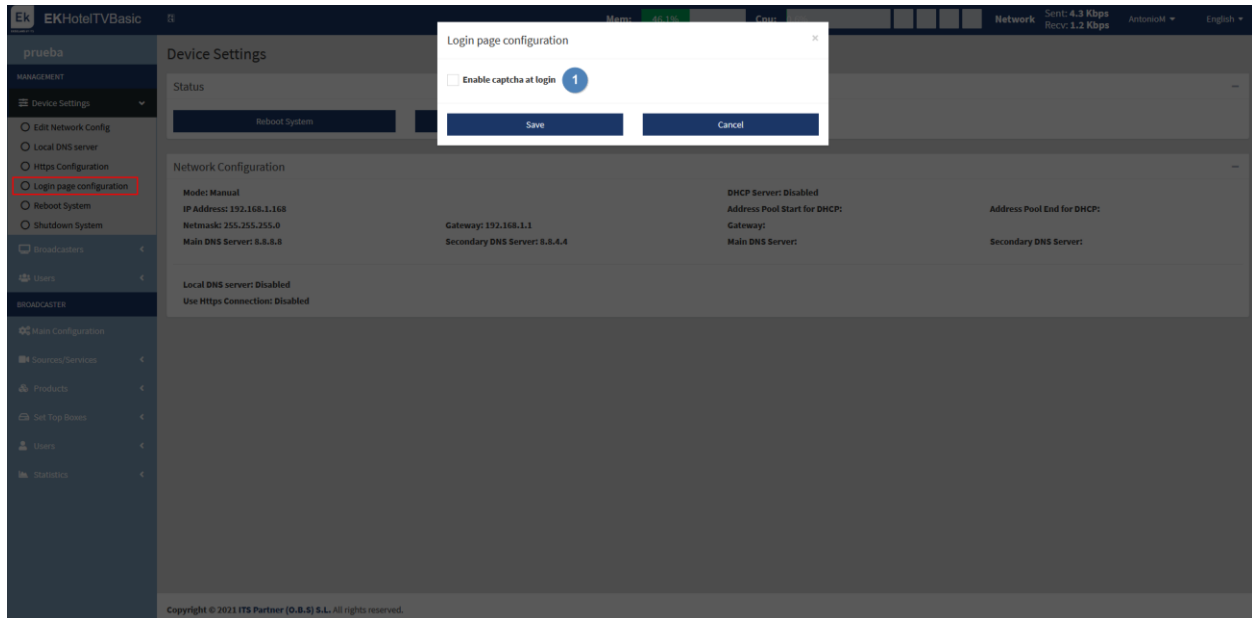 Ek EKHotelTVBasic
Mem: 46.1% Cpu: Network Sent: 4.3 Kbps Recv: 1.2 Kbps AntonioM English
prueba
MANAGEMENT
Device Settings
Edit Network Config
Local DNS server
Https Configuration
Login page configuration
Reboot System
Shutdown System
Broadcasters
Users
BROADCASTER
Main Configuration
Sources/Services
Products
Set Top Boxes
Users
Statistics
Login page configuration ×
Enable captcha at login 1
Save Cancel
Device Settings
Status
Reboot System
Network Configuration
Mode: Manual DHCP Server: Disabled
IP Address: 192.168.1.168 Address Pool Start for DHCP: Address Pool End for DHCP:
Netmask: 255.255.255.0 Gateway: 192.168.1.1 Gateway:
Main DNS Server: 8.8.8.8 Secondary DNS Server: 8.8.4.4 Main DNS Server: Secondary DNS Server:
Local DNS server: Disabled
Use Https Connection: Disabled
Copyright © 2021 ITS Partner (O.B.S) S.L. All rights reserved.